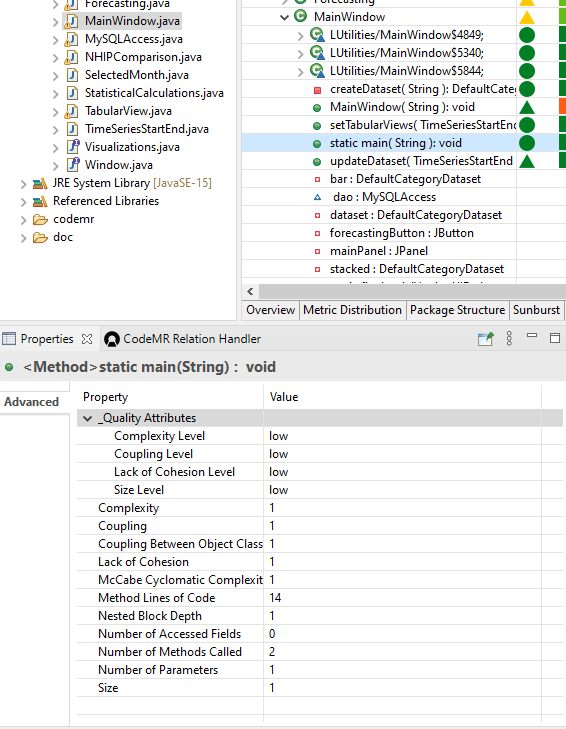 Forecasting.java
MainWindow.java
MySQLAccess.java
NHIPComparison.java
SelectedMonth.java
StatisticalCalculations.java
TabularView.java
TimeSeriesStartEnd.java
Visualizations.java
Window.java
JRE System Library [JavaSE-15]
Referenced Libraries
codemr
doc
Forecasting
MainWindow
LUtilities/MainWindow$4849;
LUtilities/MainWindow$5340;
LUtilities/MainWindow$5844;
createDataset( String ): DefaultCateg
MainWindow( String ): void
setTabularViews( TimeSeriesStartEnd
static main( String ): void
updateDataset( TimeSeriesStartEnd
bar : DefaultCategoryDataset
dao : MySQLAccess
dataset : DefaultCategoryDataset
forecastingButton : JButton
mainPanel : JPanel
stacked : DefaultCategoryDataset
Overview Metric Distribution Package Structure Sunburst
Properties CodeMR Relation Handler
<Method>static main(String) : void
Advanced
Property Value
_Quality Attributes
Complexity Level low
Coupling Level low
Lack of Cohesion Level low
Size Level low
Complexity 1
Coupling 1
Coupling Between Object Class 1
Lack of Cohesion 1
McCabe Cyclomatic Complexit 1
Method Lines of Code 14
Nested Block Depth 1
Number of Accessed Fields 0
Number of Methods Called 2
Number of Parameters 1
Size 1